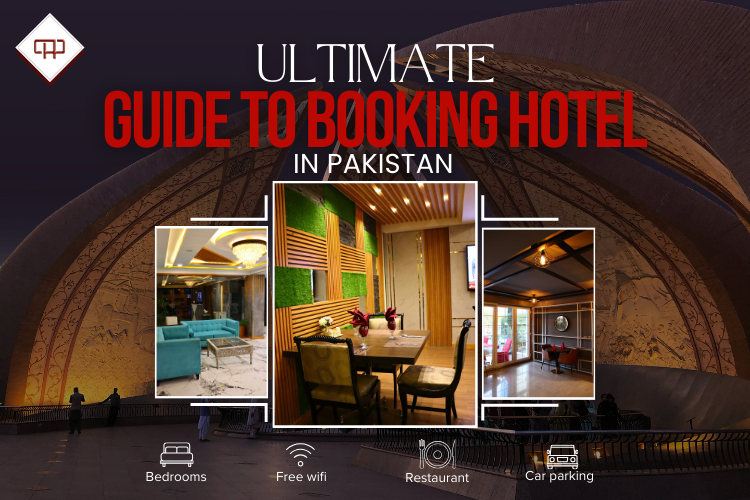 ULTIMATE
GUIDE TO BOOKING HOTEL
IN PAKISTAN
Bedrooms
Free wifi
Restaurant
Car parking